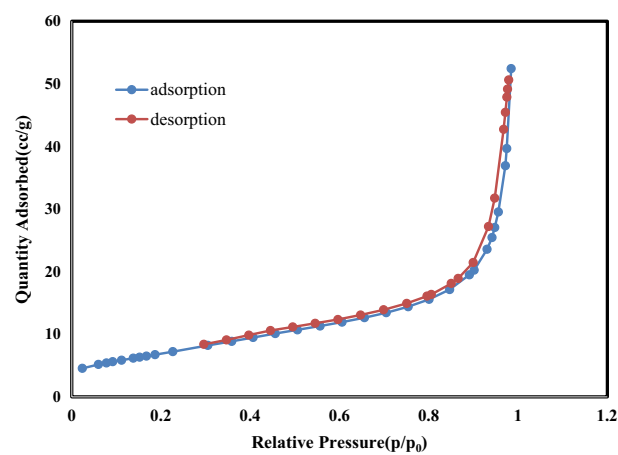 60
50
40
30
20
10
0
Quantity Adsorbed(cc/g)
adsorption
desorption
0 0.2 0.4 0.6 0.8 1 1.2
Relative Pressure(p/p₀)